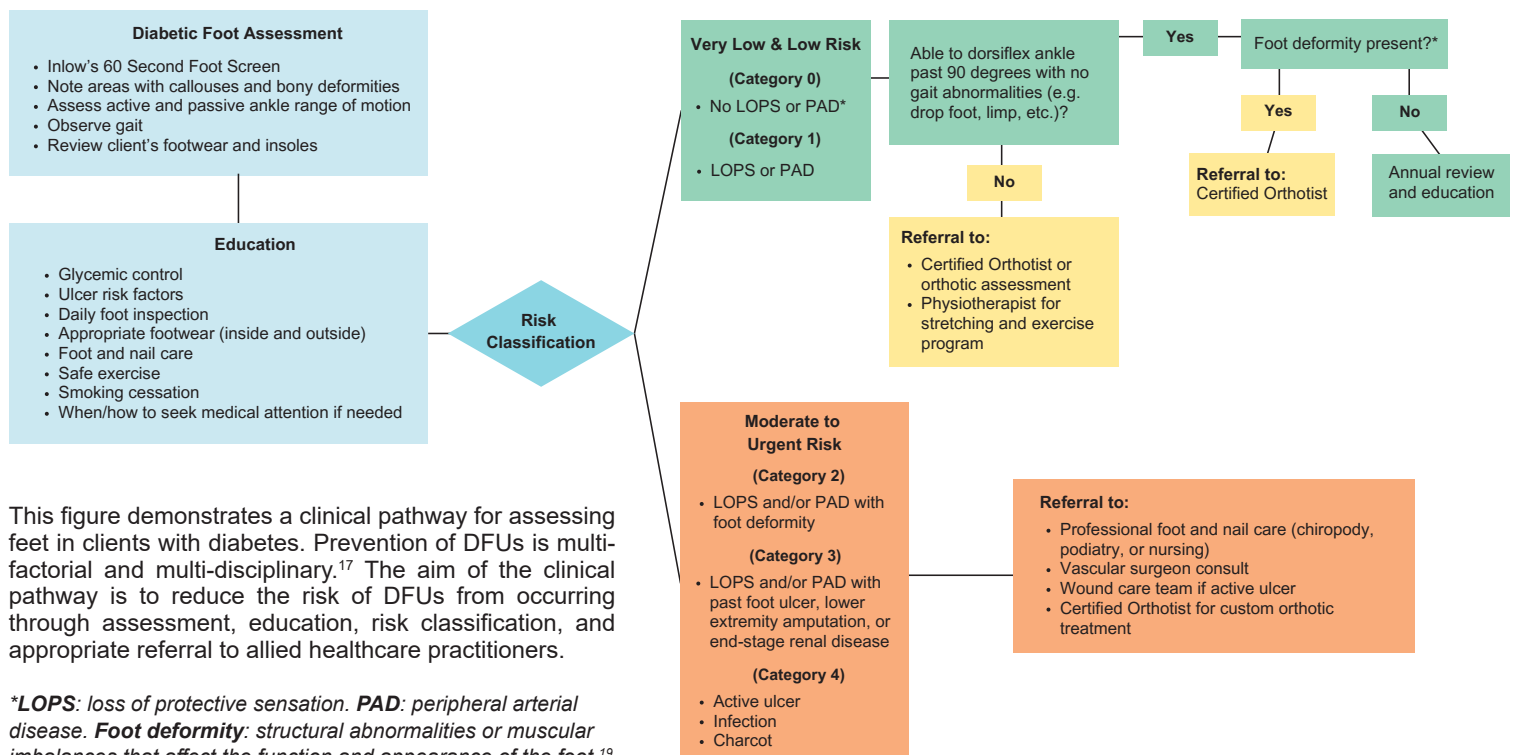 Diabetic Foot Assessment
• Inlow's 60 Second Foot Screen
• Note areas with callouses and bony deformities
• Assess active and passive ankle range of motion
• Observe gait
• Review client's footwear and insoles
Education
• Glycemic control
• Ulcer risk factors
• Daily foot inspection
• Appropriate footwear (inside and outside)
• Foot and nail care
• Safe exercise
• Smoking cessation
• When/how to seek medical attention if needed
Risk
Classification
Very Low & Low Risk
(Category 0)
• No LOPS or PAD*
(Category 1)
• LOPS or PAD
Able to dorsiflex ankle
past 90 degrees with no
gait abnormalities (e.g.
drop foot, limp, etc.)?
Yes
Foot deformity present?*
Yes
No
Referral to:
Certified Orthotist
Annual review
and education
No
Referral to:
• Certified Orthotist or
orthotic assessment
• Physiotherapist for
stretching and exercise
program
Moderate to
Urgent Risk
(Category 2)
• LOPS and/or PAD with
foot deformity
(Category 3)
• LOPS and/or PAD with
past foot ulcer, lower
extremity amputation, or
end-stage renal disease
(Category 4)
• Active ulcer
• Infection
• Charcot
Referral to:
• Professional foot and nail care (chiropody,
podiatry, or nursing)
• Vascular surgeon consult
• Wound care team if active ulcer
• Certified Orthotist for custom orthotic
treatment
This figure demonstrates a clinical pathway for assessing
feet in clients with diabetes. Prevention of DFUs is multi-
factorial and multi-disciplinary.17 The aim of the clinical
pathway is to reduce the risk of DFUs from occurring
through assessment, education, risk classification, and
appropriate referral to allied healthcare practitioners.
*LOPS: loss of protective sensation. PAD: peripheral arterial
disease. Foot deformity: structural abnormalities or muscular
imbalances that affect the function and appearance of the feet.19